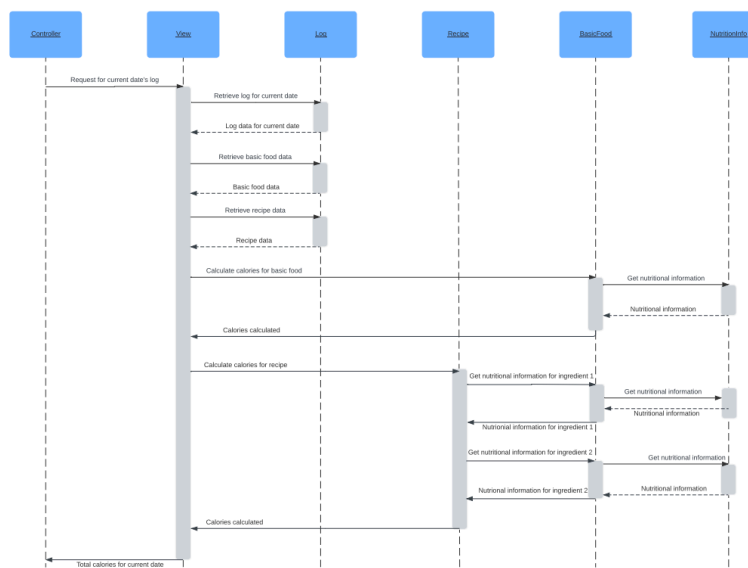 Controller
View
Log
Recipe
BasicFood
NutritionInfo
Request for current date's log
Retrieve log for current date
Log data for current date
Retrieve basic food data
Basic food data
Retrieve recipe data
Recipe data
Calculate calories for basic food
Get nutritional information
Nutritional information
Calories calculated
Calculate calories for recipe
Get nutritional information for ingredient 1
Get nutritional information
Nutritional information
Nutrionial information for ingredient 1
Get nutritional information for ingredient 2
Get nutritional information
Nutritional information
Nutrional information for ingredient 2
Calories calculated
Total calories for current date